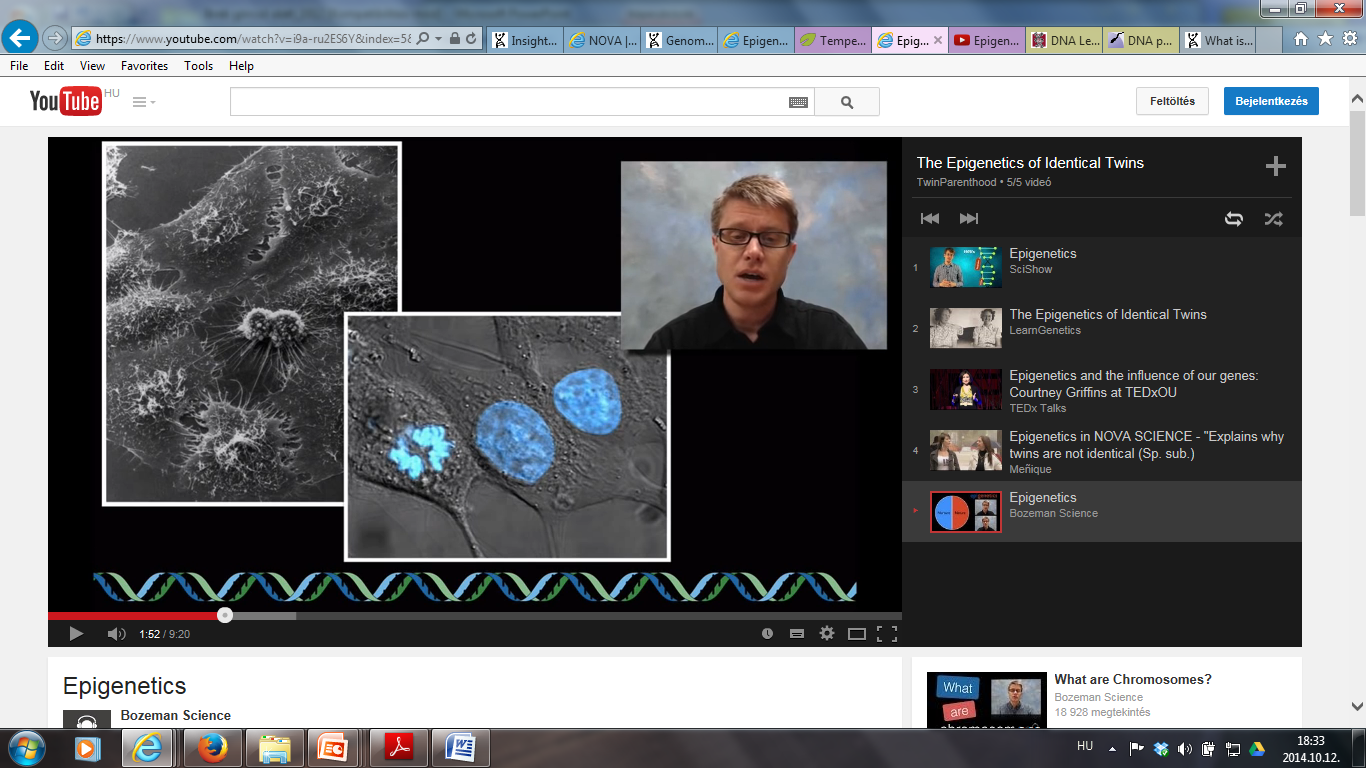 https://www.youtube.com/watch?v=i9a-ru2ES6Y&index=5&
Insight...
NOVA |...
Genom...
Epigen...
Tempe...
Epig...
Epigen...
DNA Le...
DNA p...
What is...
File Edit View Favorites Tools Help
YouTube HU
Feltöltés
Bejelentkezés
The Epigenetics of Identical Twins
TwinParenthood • 5/5 videó
1
Epigenetics
SciShow
2
The Epigenetics of Identical Twins
LearnGenetics
3
Epigenetics and the influence of our genes:
Courtney Griffins at TEDxOU
TEDx Talks
4
Epigenetics in NOVA SCIENCE - "Explains why
twins are not identical (Sp. sub.)
Meñique
Epigenetics
Bozeman Science
1:52 / 9:20
Epigenetics
Bozeman Science
What
are
What are Chromosomes?
Bozeman Science
18 928 megtekintés
HU
18:33
2014.10.12.